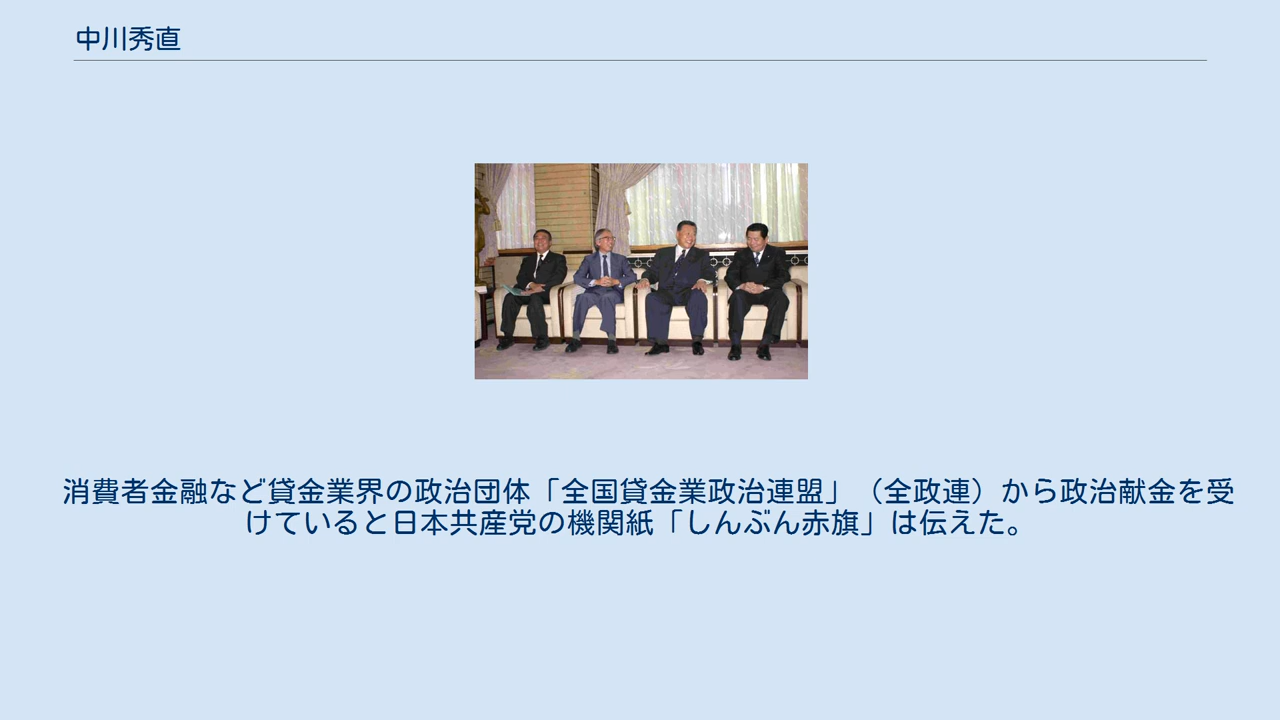 中川秀直
消費者金融など貸金業界の政治団体「全国貸金業政治連盟」（全政連）から政治献金を受
けていると日本共産党の機関紙「しんぶん赤旗」は伝えた。